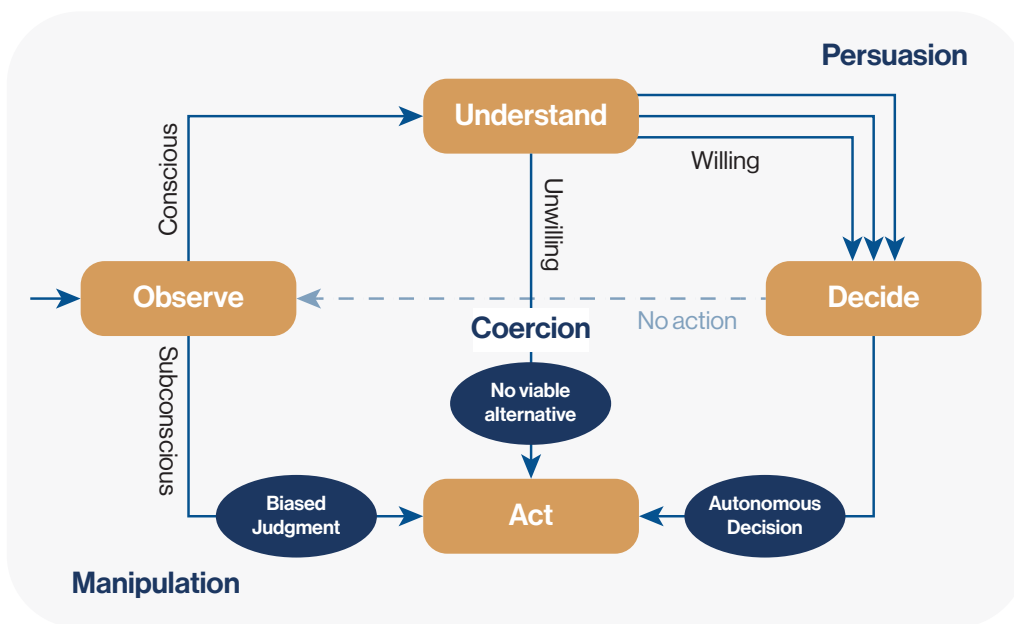 Persuasion
Understand
Conscious
Willing
Unwilling
Observe
Decide
No action
Coercion
Subconscious
No viable
alternative
Biased
Judgment
Act
Autonomous
Decision
Manipulation